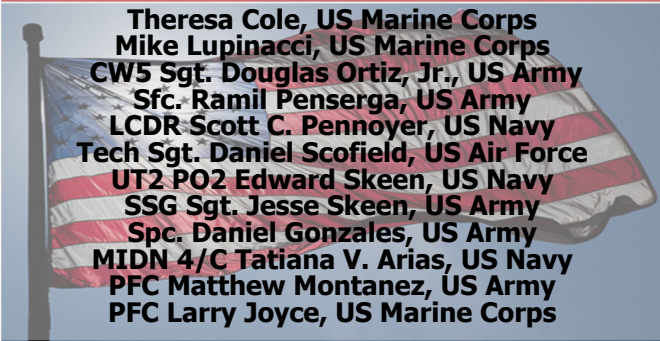 Theresa Cole, US Marine Corps
Mike Lupinacci, US Marine Corps
CW5 Sgt. Douglas Ortiz, Jr., US Army
Sfc. Ramil Penserga, US Army
LCDR Scott C. Pennoyer, US Navy
Tech Sgt. Daniel Scofield, US Air Force
UT2 PO2 Edward Skeen, US Navy
SSG Sgt. Jesse Skeen, US Army
Spc. Daniel Gonzales, US Army
MIDN 4/C Tatiana V. Arias, US Navy
PFC Matthew Montanez, US Army
PFC Larry Joyce, US Marine Corps